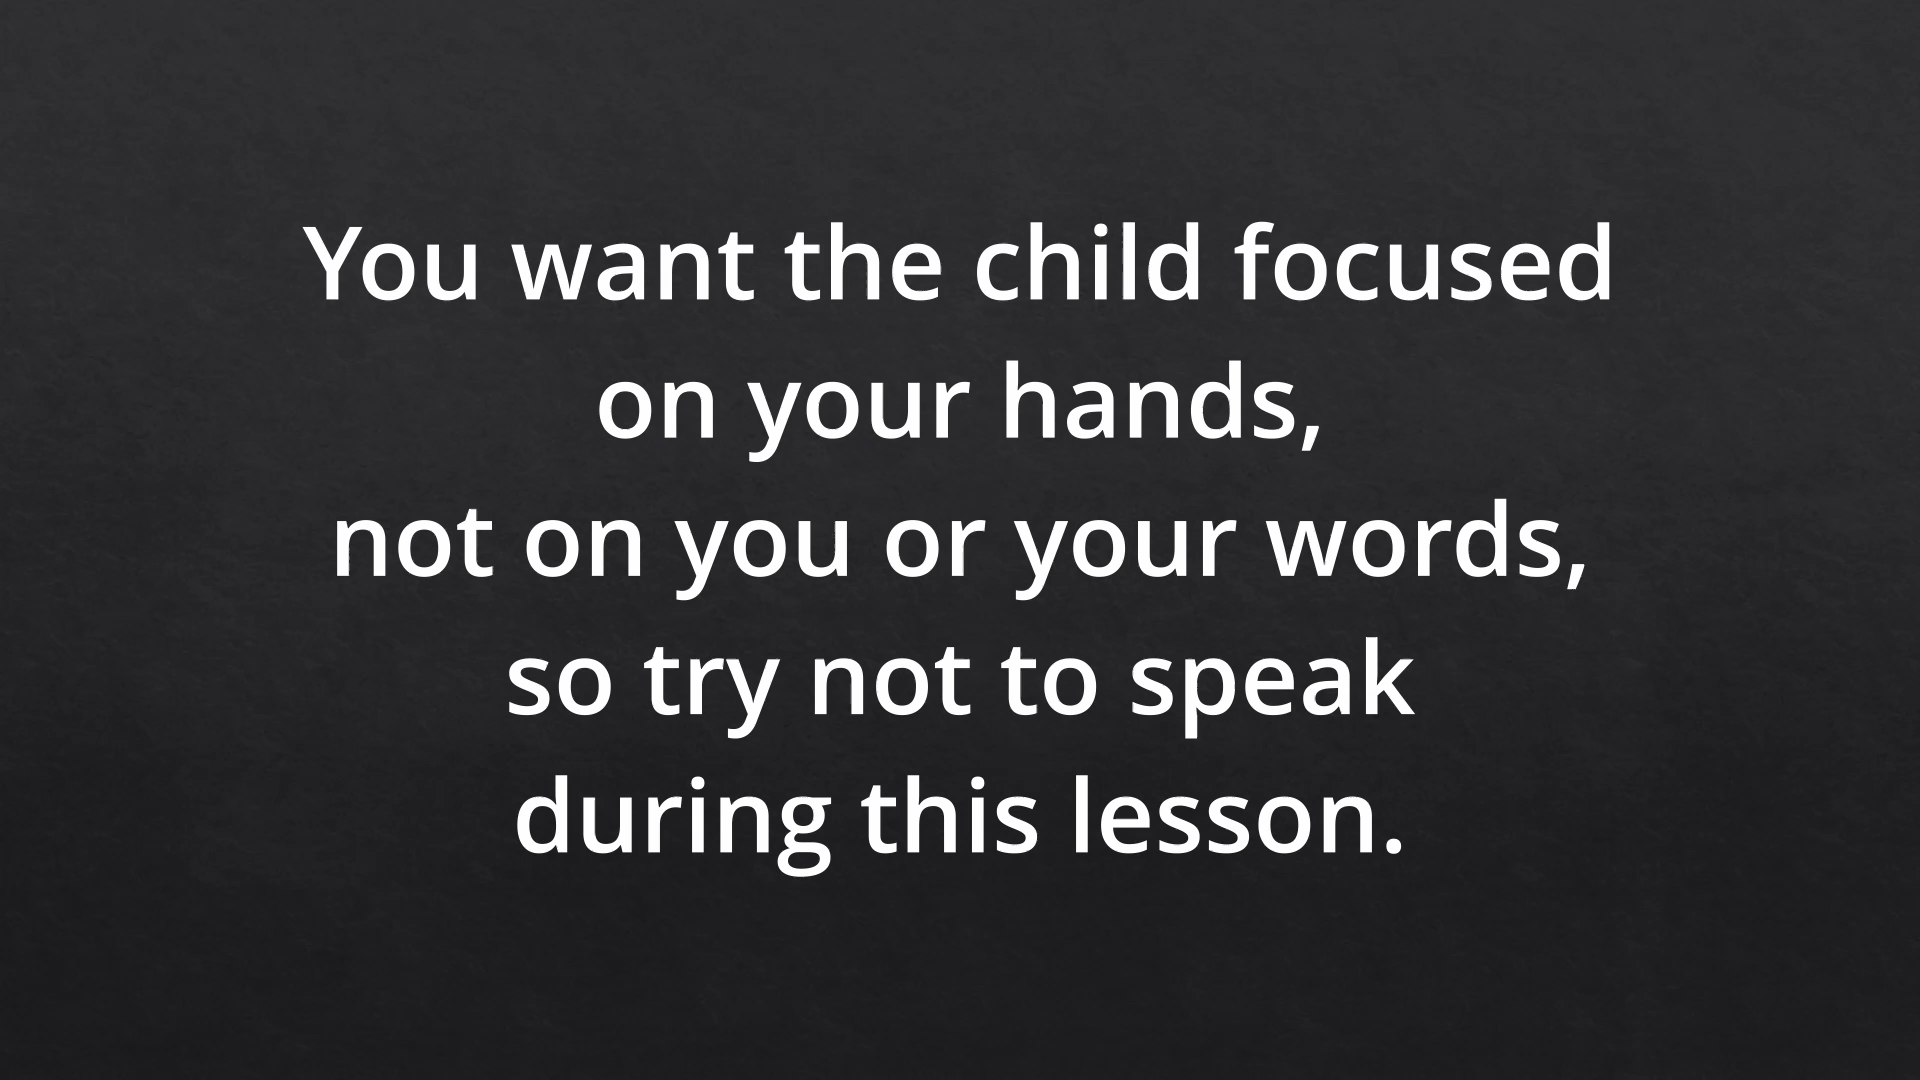 You want the child focused
on your hands,
not on you or your words,
so try not to speak
during this lesson.